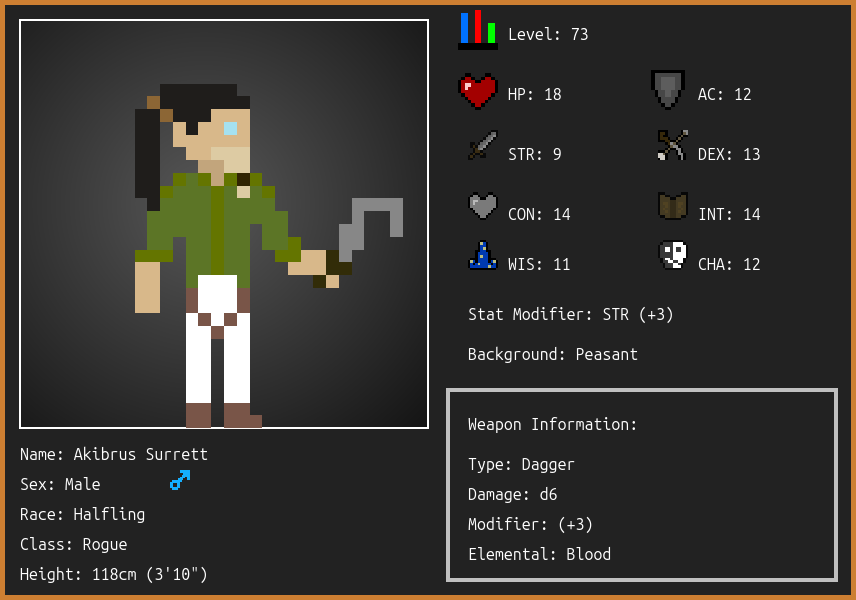 Level: 73
HP: 18
AC: 12
STR: 9
DEX: 13
CON: 14
INT: 14
WIS: 11
CHA: 12
Stat Modifier: STR (+3)
Background: Peasant
Weapon Information:
Type: Dagger
Damage: d6
Modifier: (+3)
Elemental: Blood
Name: Akibrus Surrett
Sex: Male
Race: Halfling
Class: Rogue
Height: 118cm (3'10")